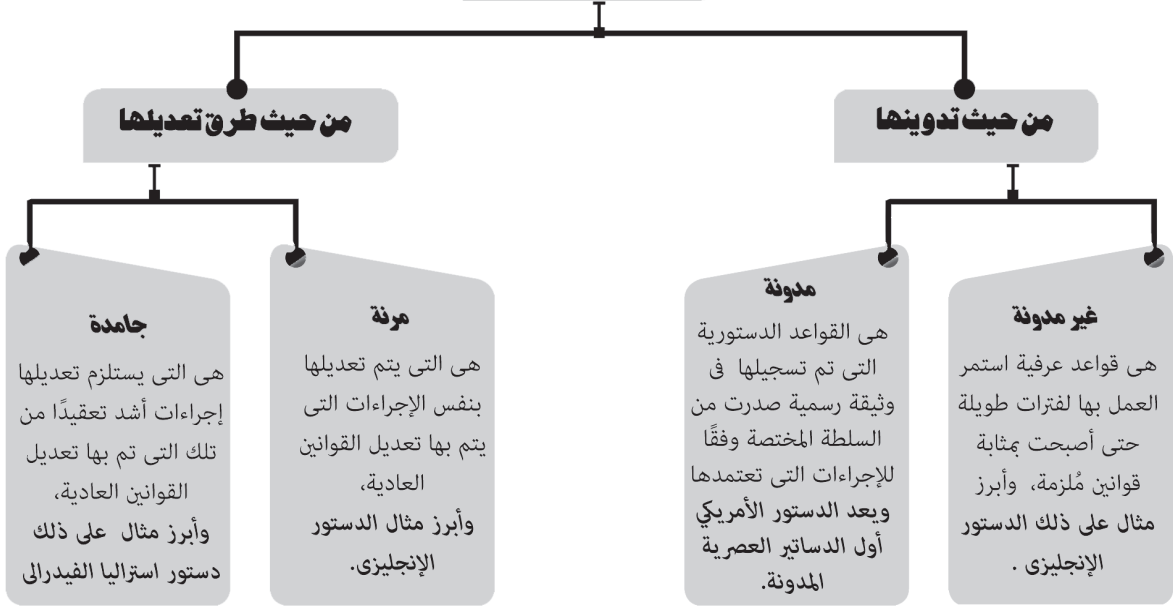 من حيث تدوينها
من حيث طرق تعديلها
غير مدونة
هى قواعد عرفية استمر
العمل بها لفترات طويلة
حتى أصبحت بمثابة
قوانين مُلزمة، وأبرز
مثال على ذلك الدستور
الإنجليزى .
مدونة
هى القواعد الدستورية
التى تم تسجيلها فى
وثيقة رسمية صدرت من
السلطة المختصة وفقًا
للإجراءات التى تعتمدها
ويعد الدستور الأمريكي
أول الدساتير العصرية
المدونة.
مرنة
هى التى يتم تعديلها
بنفس الإجراءات التى
يتم بها تعديل القوانين
العادية،
وأبرز مثال الدستور
الإنجليزى.
جامدة
هى التى يستلزم تعديلها
إجراءات أشد تعقيدًا من
تلك التى تم بها تعديل
القوانين العادية،
وأبرز مثال على ذلك
دستور استراليا الفيدرالى